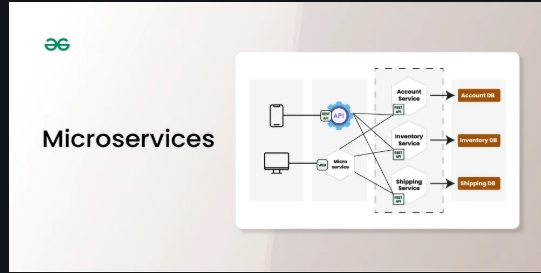 Microservices
REST
API
API
WEB
Micro
service
Account
Service
REST
API
Inventory
Service
REST
API
Shipping
Service
REST
API
Account DB
Inventory DB
Shipping DB